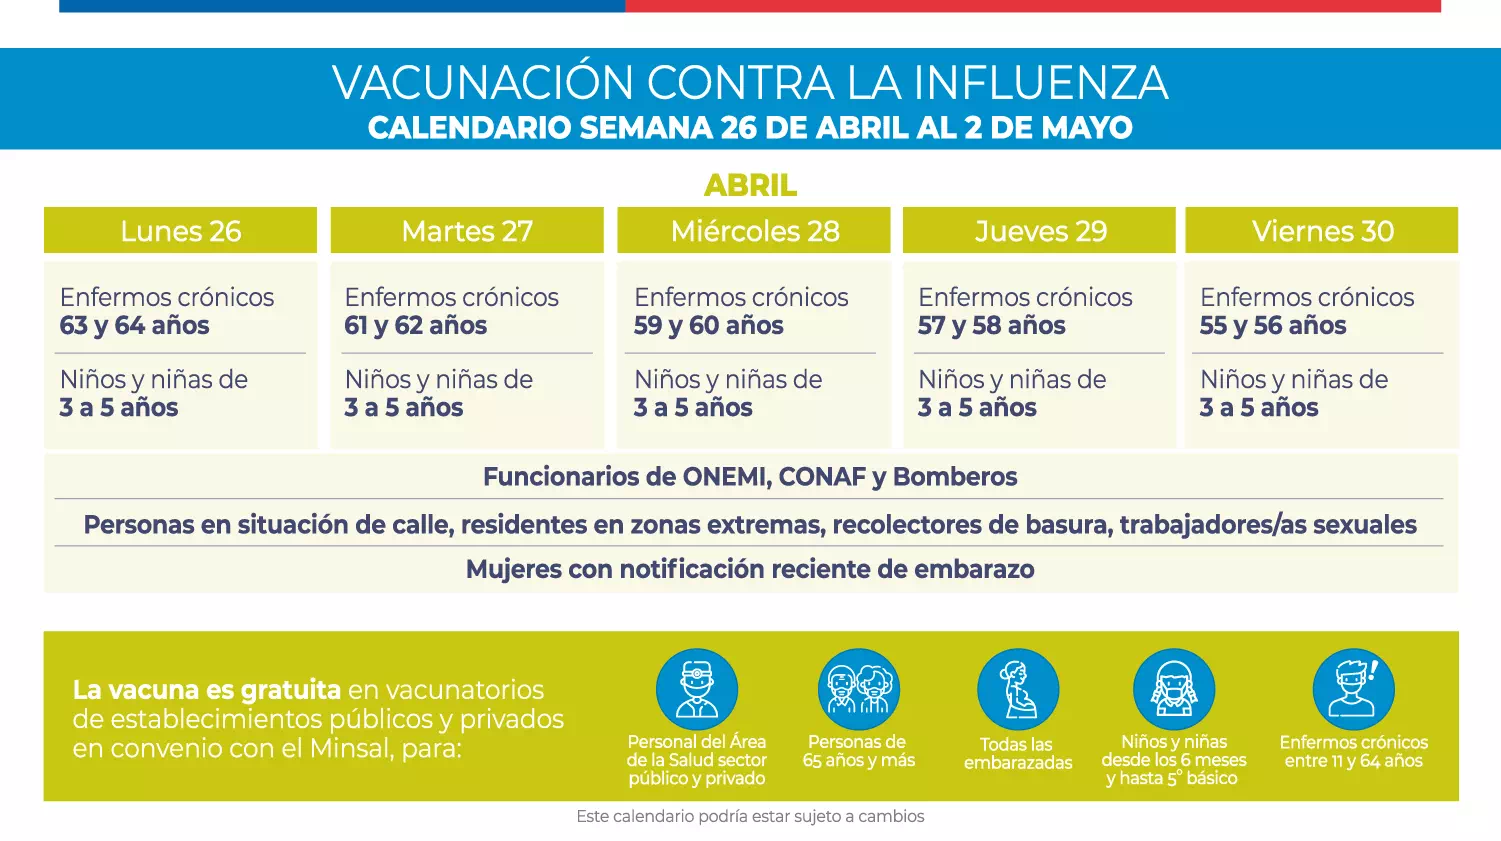 VACUNACIÓN CONTRA LA INFLUENZA
CALENDARIO SEMANA 26 DE ABRIL AL 2 DE MAYO
ABRIL
Lunes 26
Martes 27
Miércoles 28
Jueves 29
Viernes 30
Enfermos crónicos
63 y 64 años
Enfermos crónicos
61 y 62 años
Enfermos crónicos
59 y 60 años
Enfermos crónicos
57 y 58 años
Enfermos crónicos
55 y 56 años
Niños y niñas de
3 a 5 años
Niños y niñas de
3 a 5 años
Niños y niñas de
3 a 5 años
Niños y niñas de
3 a 5 años
Niños y niñas de
3 a 5 años
Funcionarios de ONEMI, CONAF y Bomberos
Personas en situación de calle, residentes en zonas extremas, recolectores de basura, trabajadores/as sexuales
Mujeres con notificación reciente de embarazo
La vacuna es gratuita en vacunatorios
de establecimientos públicos y privados
en convenio con el Minsal, para:
Personal del Área
de la Salud sector
público y privado
Personas de
65 años y más
Todas las
embarazadas
Niños y niñas
desde los 6 meses
y hasta 5° básico
Enfermos crónicos
entre 11 y 64 años
Este calendario podría estar sujeto a cambios